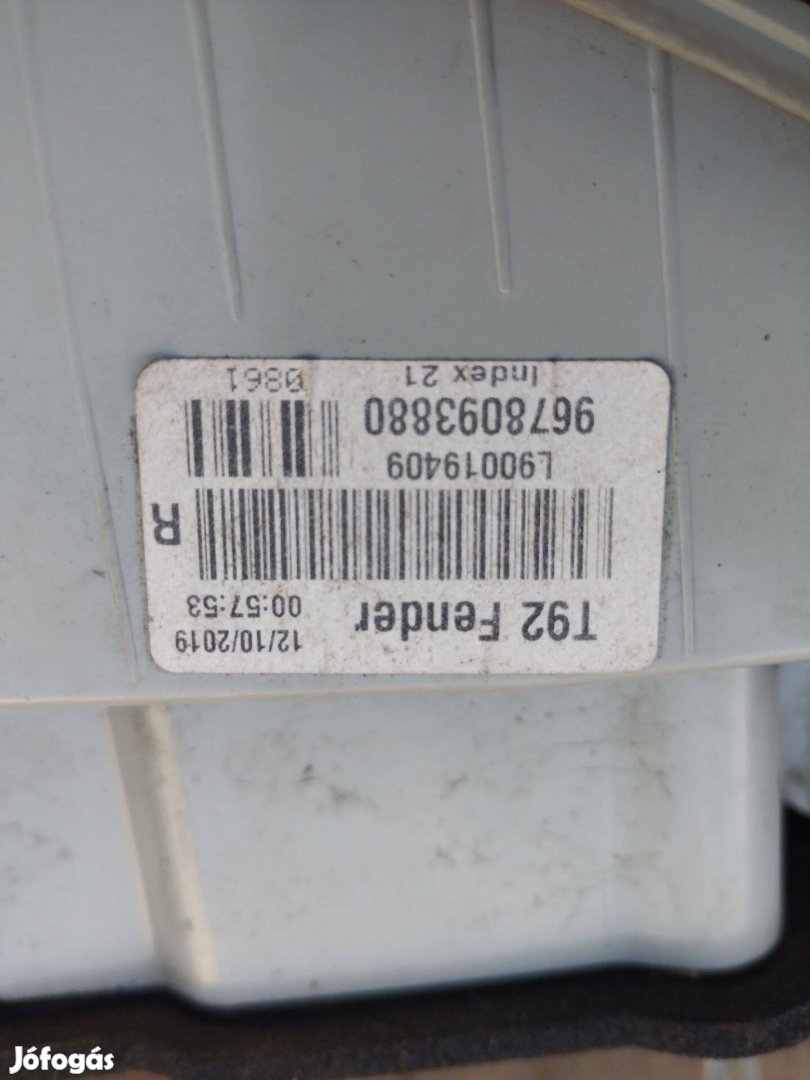 T92 Fender
12/10/2019
00:57:53
R
L90019409
9678093880
Index 21
0861
Jófogás